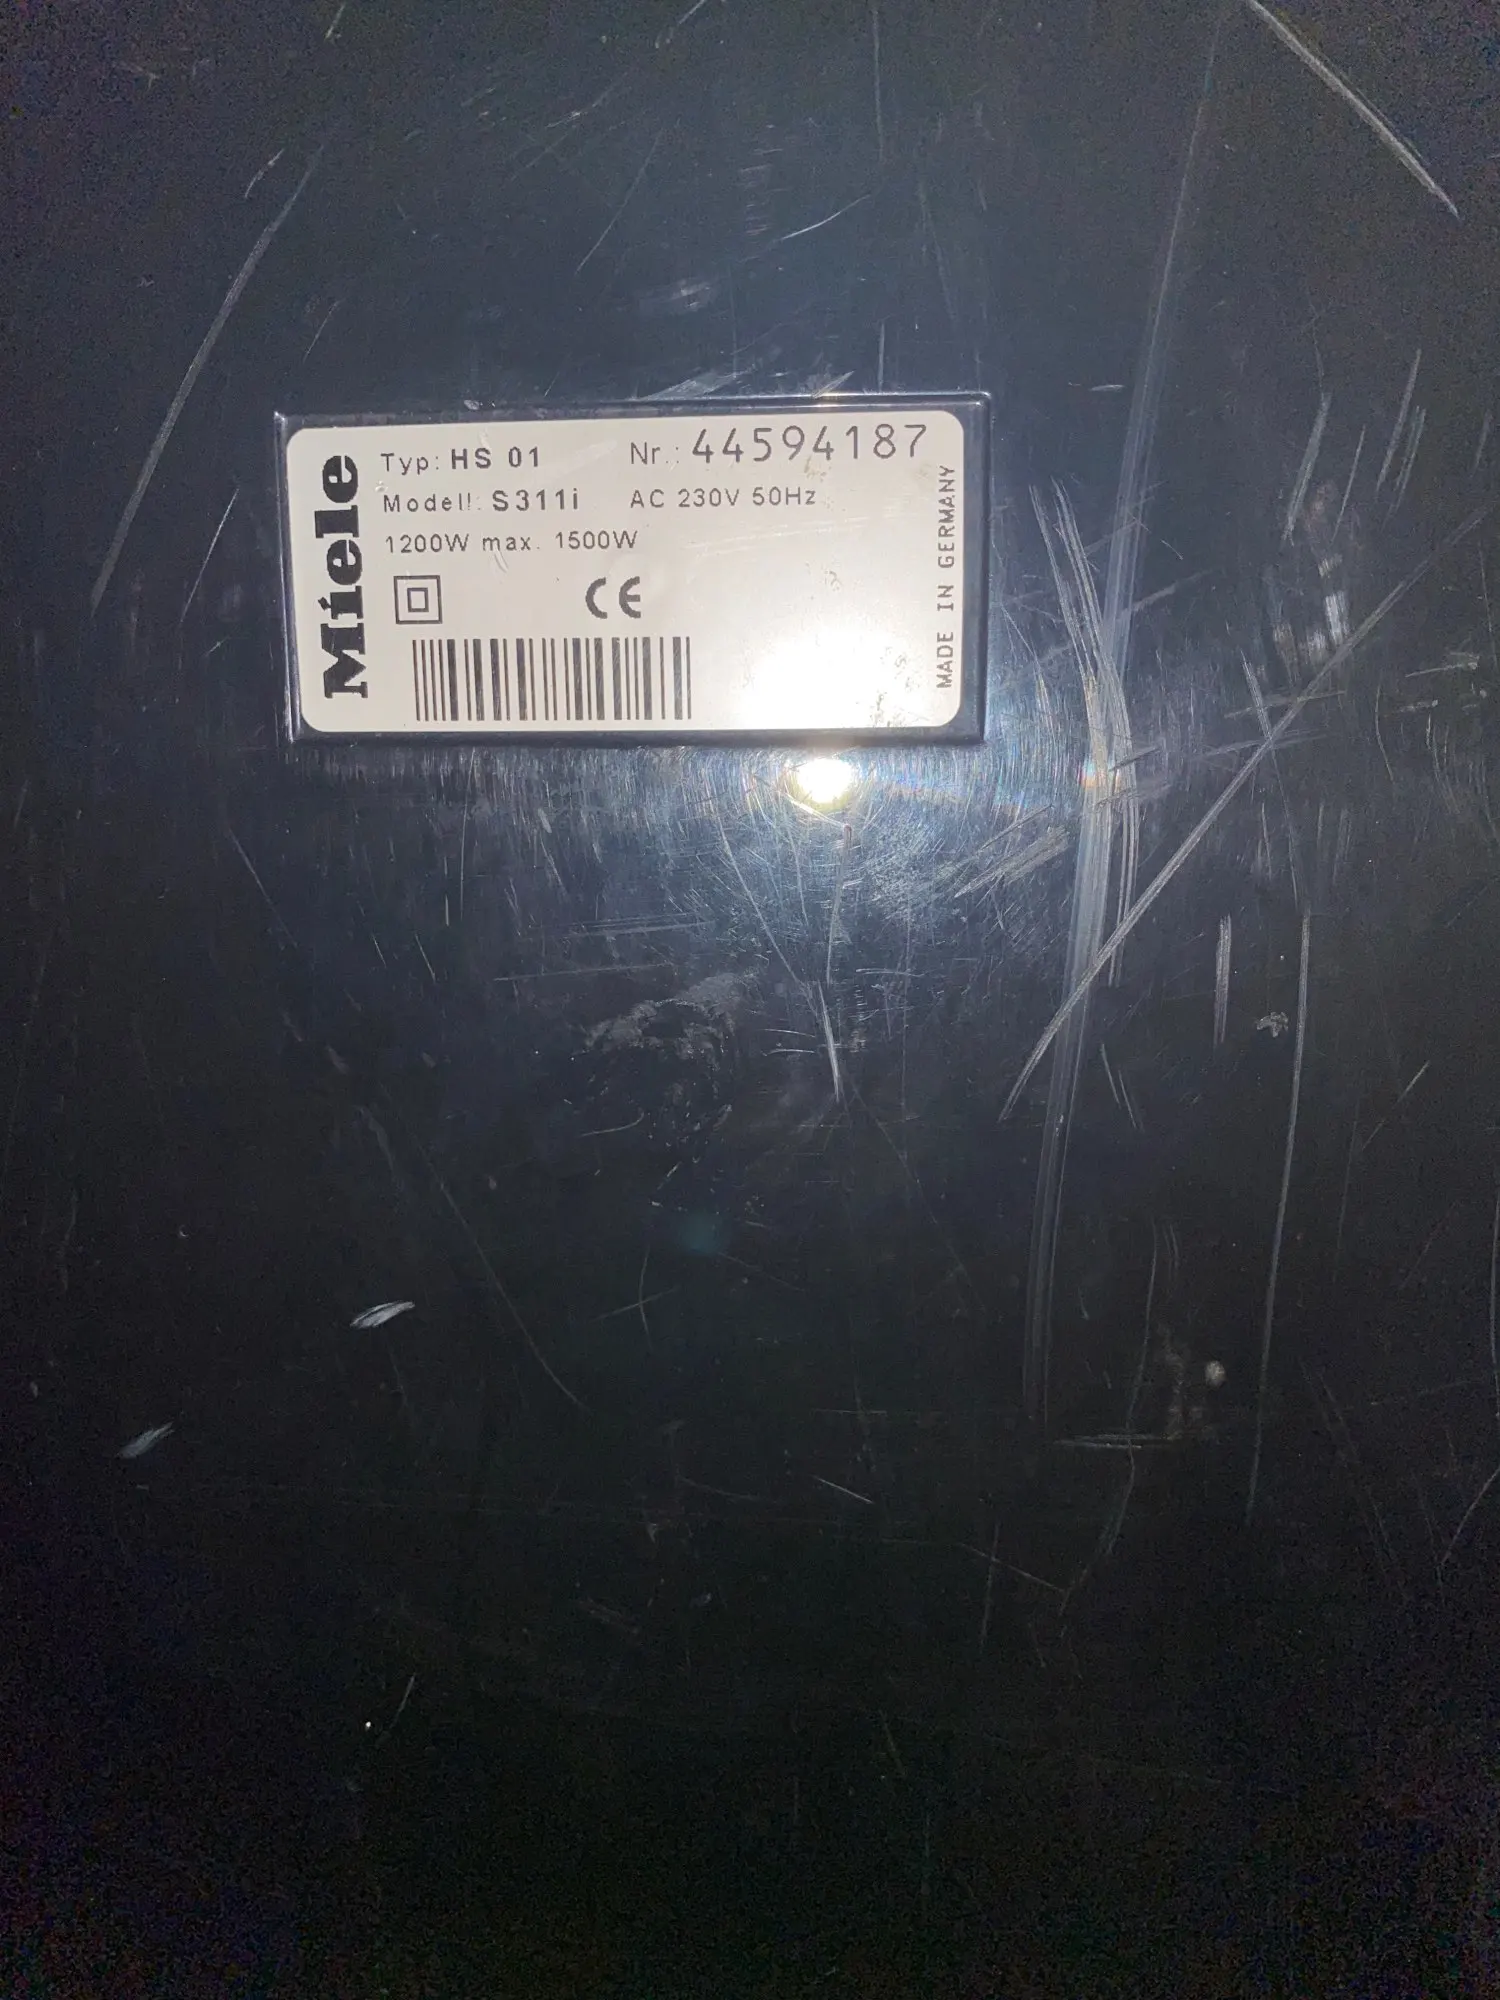 Miele
Typ: HS 01 Nr.: 44594187
Modell: S311i AC 230V 50Hz
1200W max. 1500W
CE
MADE IN GERMANY